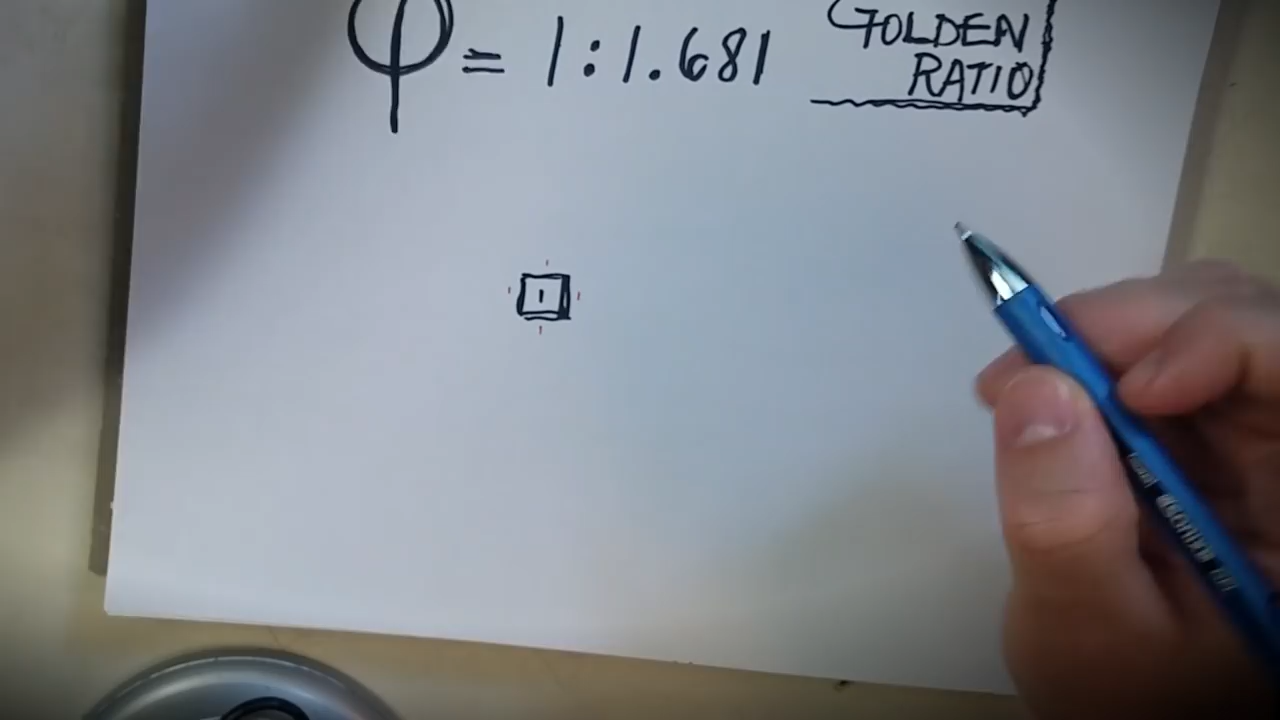 φ = 1:1.681
GOLDEN
RATIO
1